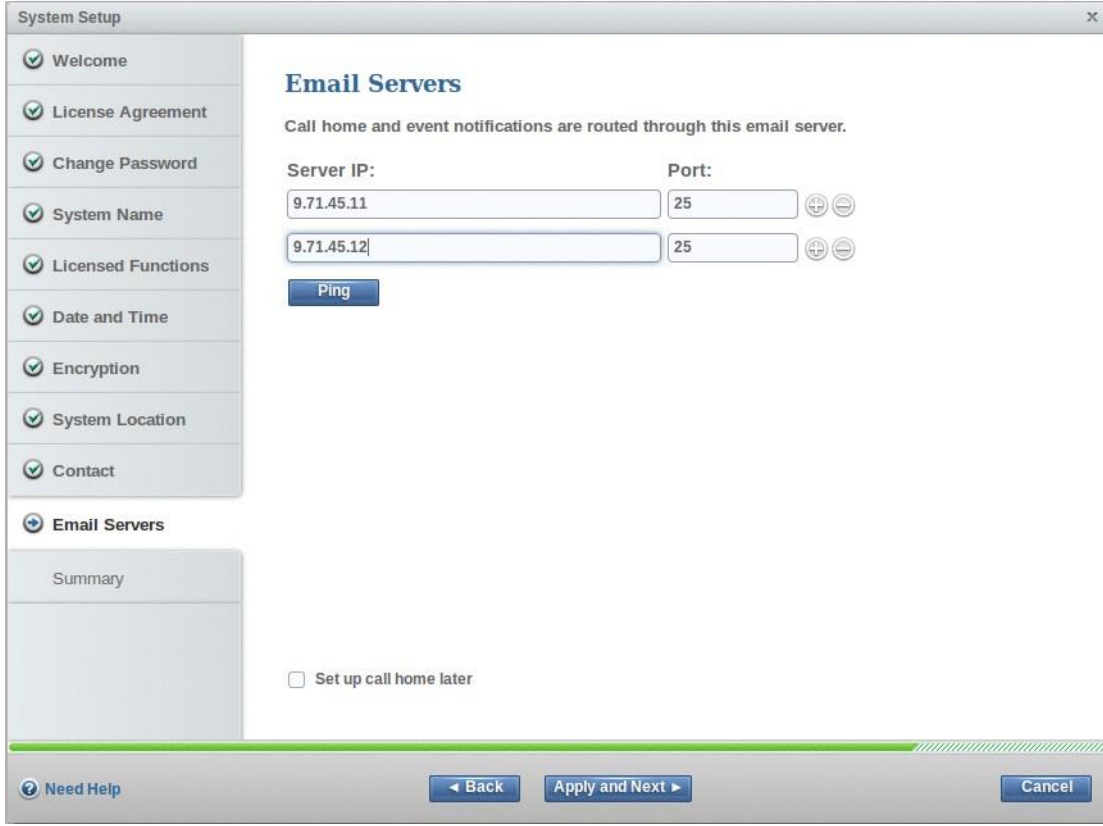 System Setup x
Welcome
License Agreement
Change Password
System Name
Licensed Functions
Date and Time
Encryption
System Location
Contact
Email Servers
Summary
Email Servers
Call home and event notifications are routed through this email server.
Server IP: Port:
9.71.45.11 25
9.71.45.12 25
Ping
Set up call home later
Need Help
Back
Apply and Next
Cancel